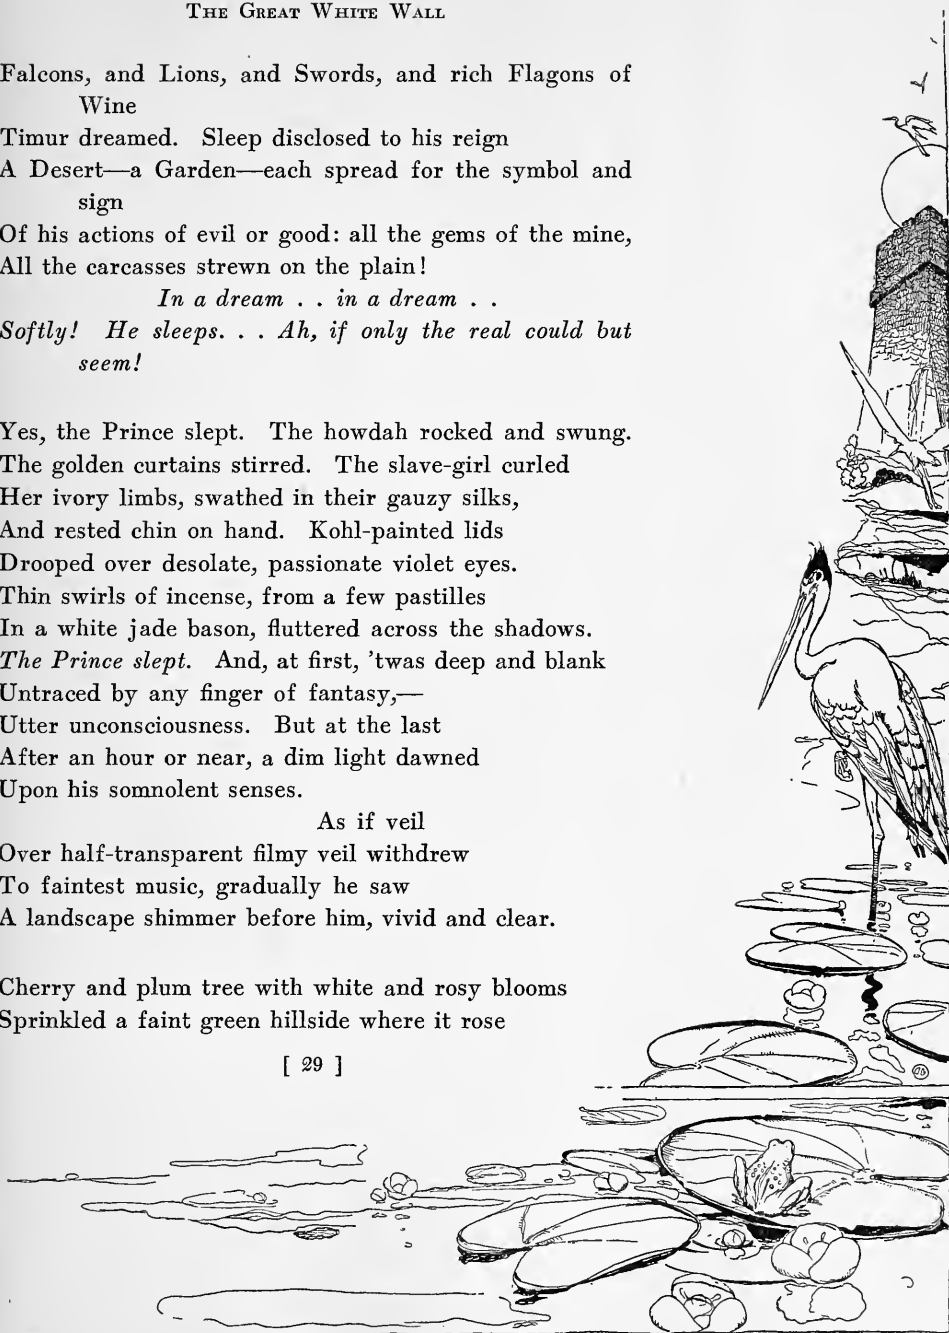 The Great White Wall
Falcons, and Lions, and Swords, and rich Flagons of
Wine
Timur dreamed. Sleep disclosed to his reign
A Desert—a Garden—each spread for the symbol and
sign
Of his actions of evil or good: all the gems of the mine,
All the carcasses strewn on the plain!
In a dream . . in a dream . .
Softly! He sleeps. . . Ah, if only the real could but
seem!
Yes, the Prince slept. The howdah rocked and swung.
The golden curtains stirred. The slave-girl curled
Her ivory limbs, swathed in their gauzy silks,
And rested chin on hand. Kohl-painted lids
Drooped over desolate, passionate violet eyes.
Thin swirls of incense, from a few pastilles
In a white jade bason, fluttered across the shadows.
The Prince slept. And, at first, ’twas deep and blank
Untraced by any finger of fantasy,—
Utter unconsciousness. But at the last
After an hour or near, a dim light dawned
Upon his somnolent senses.
As if veil
Over half-transparent filmy veil withdrew
To faintest music, gradually he saw
A landscape shimmer before him, vivid and clear.
Cherry and plum tree with white and rosy blooms
Sprinkled a faint green hillside where it rose
[ 29 ]